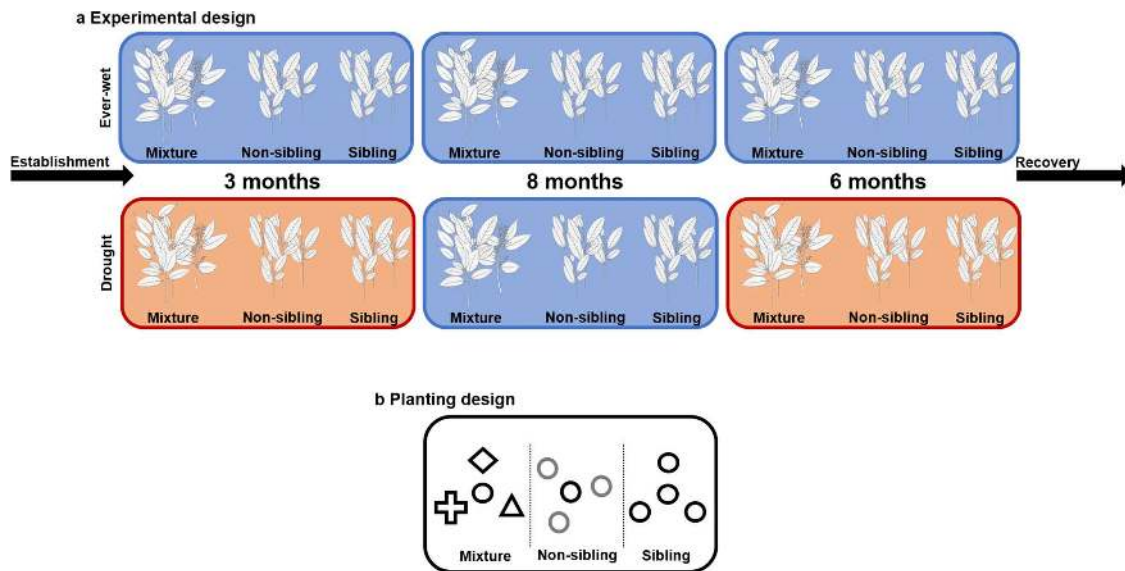 a Experimental design
Ever-wet
Mixture Non-sibling Sibling Mixture Non-sibling Sibling Mixture Non-sibling Sibling
Establishment 3 months 8 months 6 months Recovery
Drought
Mixture Non-sibling Sibling Mixture Non-sibling Sibling Mixture Non-sibling Sibling
b Planting design
Mixture Non-sibling Sibling